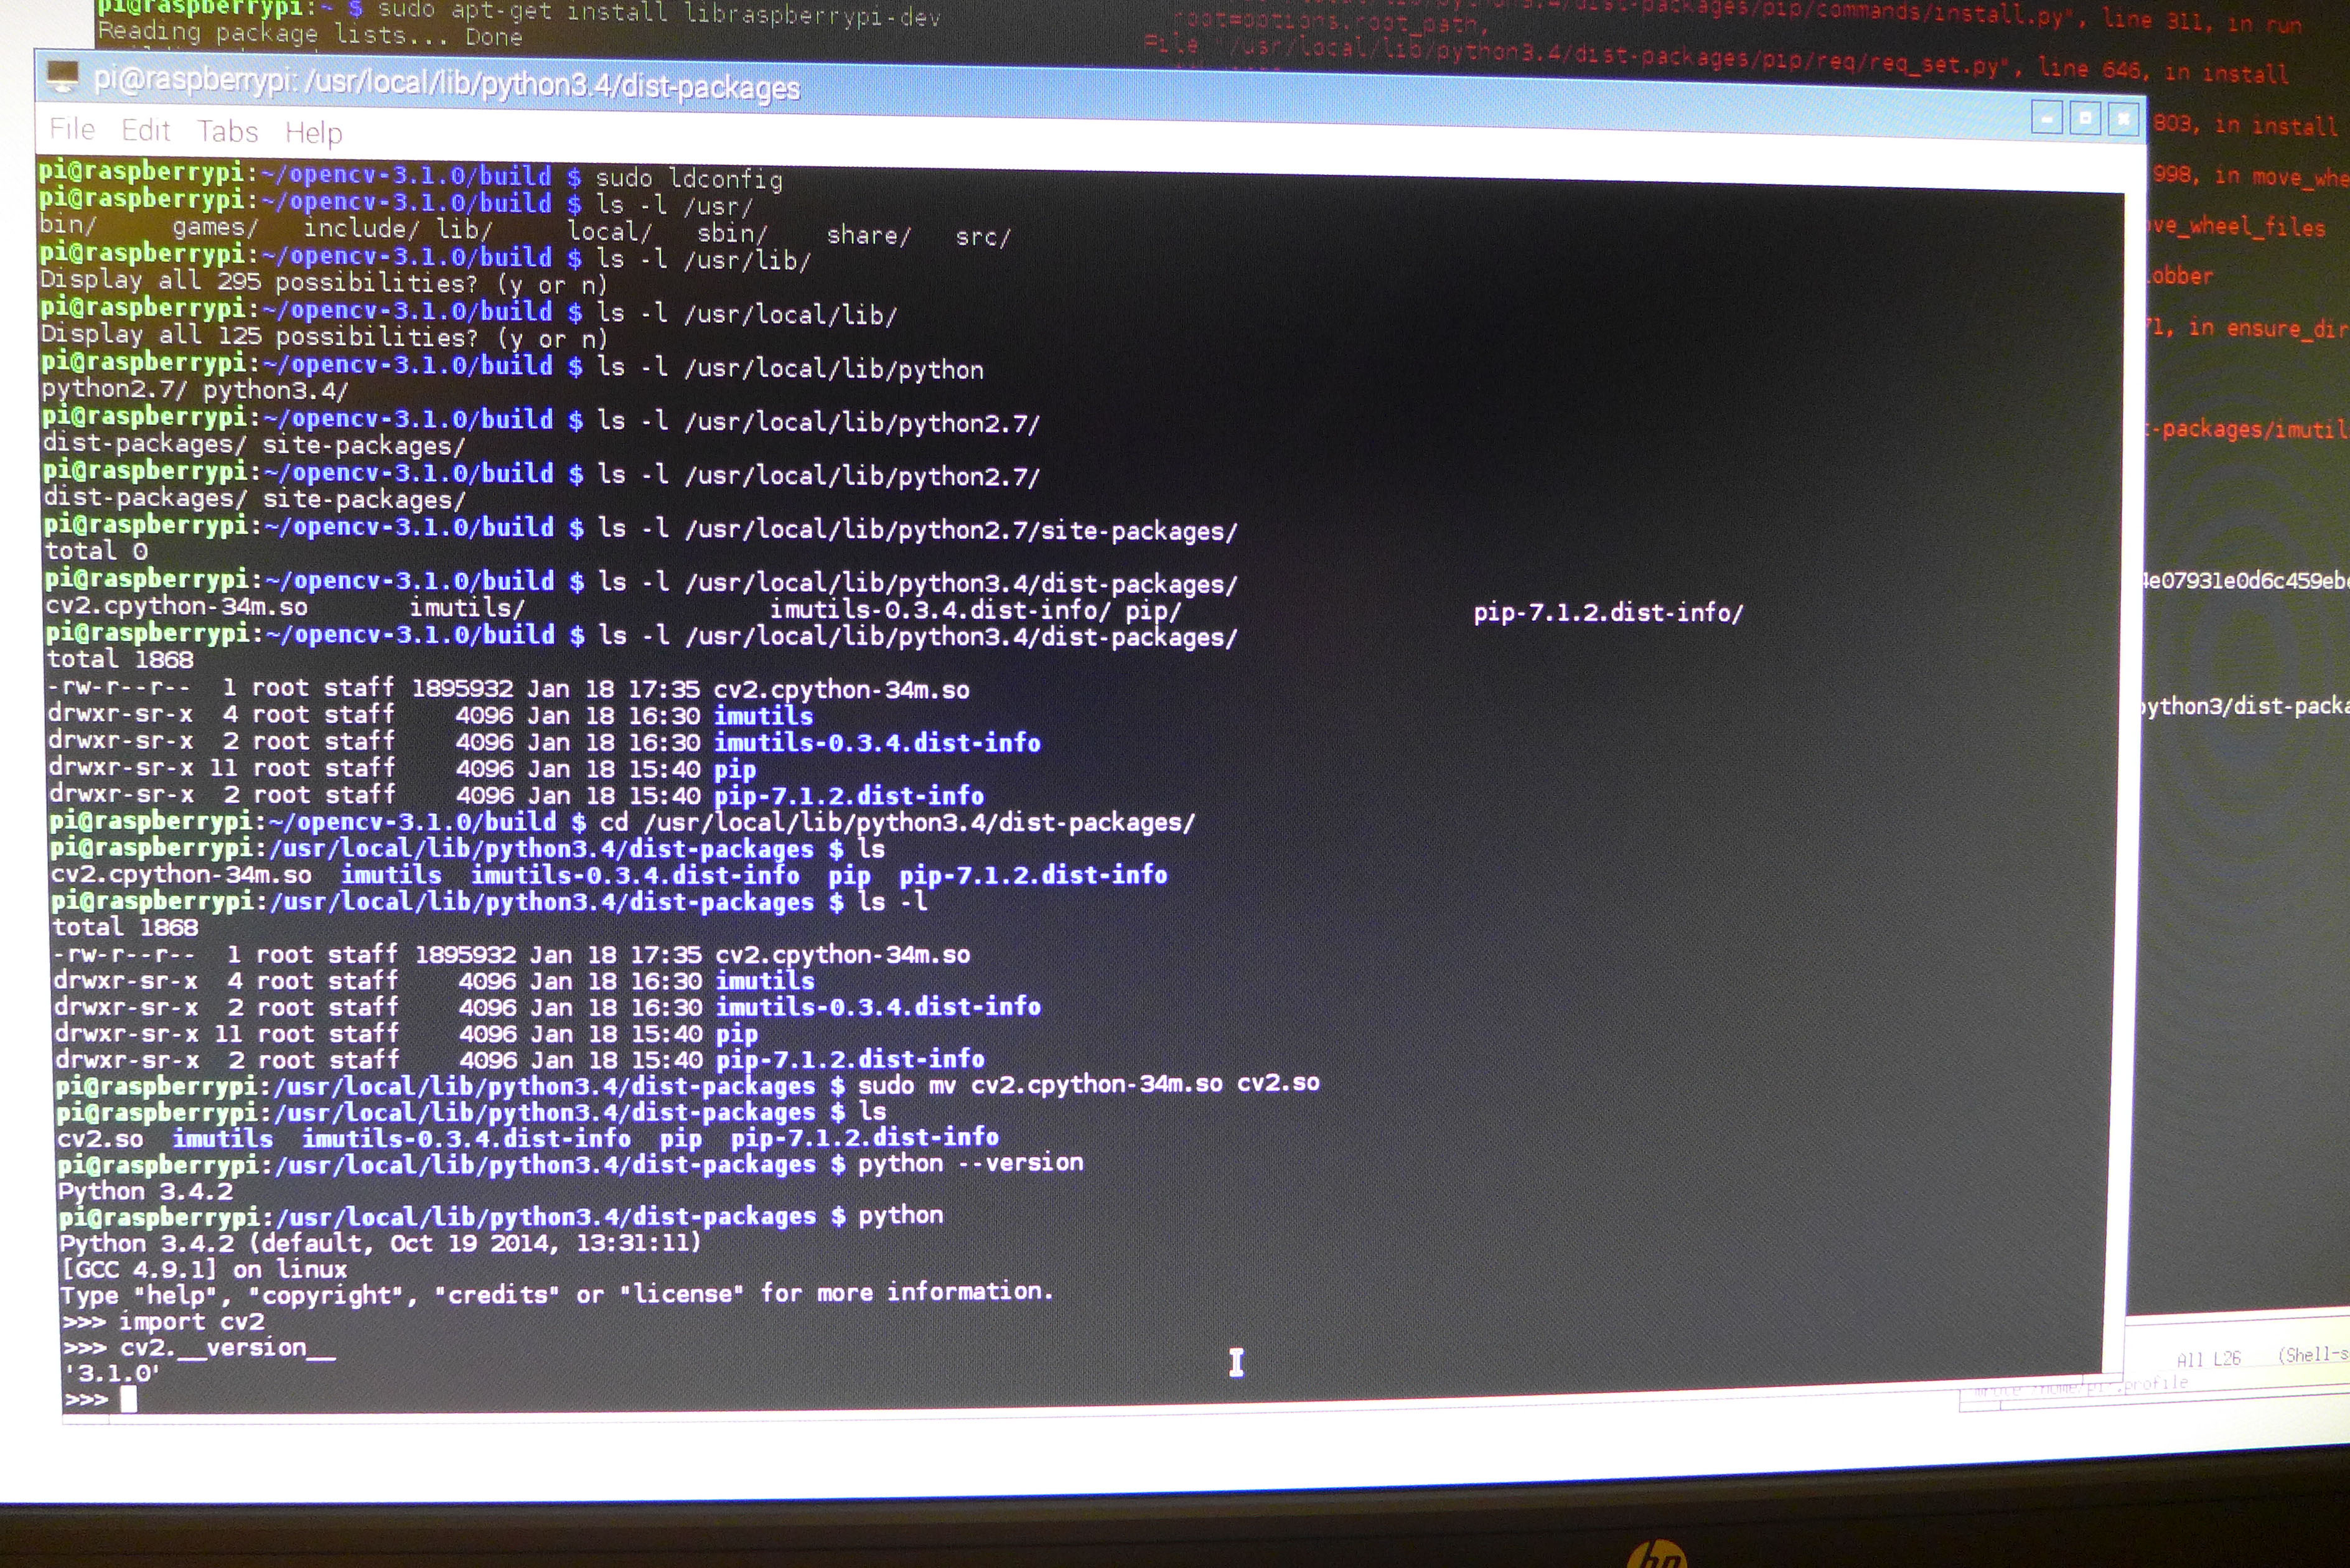 pi@raspberrypi:~ $ sudo apt-get install libraspberrypi-dev
Reading package lists... Done
dist-packages/pip/commands/install.py", line 311, in run
root=options.root_path,
File "/usr/local/lib/python3.4/dist-packages/pip/req/req_set.py", line 646, in install
803, in install
998, in move_whe
ove_wheel_files
lobber
71, in ensure_dir
t-packages/imutil
4e07931e0d6c459eb
python3/dist-packa
pi@raspberrypi: /usr/local/lib/python3.4/dist-packages
File Edit Tabs Help
pi@raspberrypi:~/opencv-3.1.0/build $ sudo ldconfig
pi@raspberrypi:~/opencv-3.1.0/build $ ls -l /usr/
bin/ games/ include/ lib/ local/ sbin/ share/ src/
pi@raspberrypi:~/opencv-3.1.0/build $ ls -l /usr/lib/
Display all 295 possibilities? (y or n)
pi@raspberrypi:~/opencv-3.1.0/build $ ls -l /usr/local/lib/
Display all 125 possibilities? (y or n)
pi@raspberrypi:~/opencv-3.1.0/build $ ls -l /usr/local/lib/python
python2.7/ python3.4/
pi@raspberrypi:~/opencv-3.1.0/build $ ls -l /usr/local/lib/python2.7/
dist-packages/ site-packages/
pi@raspberrypi:~/opencv-3.1.0/build $ ls -l /usr/local/lib/python2.7/
dist-packages/ site-packages/
pi@raspberrypi:~/opencv-3.1.0/build $ ls -l /usr/local/lib/python2.7/site-packages/
total 0
pi@raspberrypi:~/opencv-3.1.0/build $ ls -l /usr/local/lib/python3.4/dist-packages/
cv2.cpython-34m.so imutils/ imutils-0.3.4.dist-info/ pip/ pip-7.1.2.dist-info/
pi@raspberrypi:~/opencv-3.1.0/build $ ls -l /usr/local/lib/python3.4/dist-packages/
total 1868
-rw-r--r-- 1 root staff 1895932 Jan 18 17:35 cv2.cpython-34m.so
drwxr-sr-x 4 root staff 4096 Jan 18 16:30 imutils
drwxr-sr-x 2 root staff 4096 Jan 18 16:30 imutils-0.3.4.dist-info
drwxr-sr-x 11 root staff 4096 Jan 18 15:40 pip
drwxr-sr-x 2 root staff 4096 Jan 18 15:40 pip-7.1.2.dist-info
pi@raspberrypi:~/opencv-3.1.0/build $ cd /usr/local/lib/python3.4/dist-packages/
pi@raspberrypi:/usr/local/lib/python3.4/dist-packages $ ls
cv2.cpython-34m.so imutils imutils-0.3.4.dist-info pip pip-7.1.2.dist-info
pi@raspberrypi:/usr/local/lib/python3.4/dist-packages $ ls -l
total 1868
-rw-r--r-- 1 root staff 1895932 Jan 18 17:35 cv2.cpython-34m.so
drwxr-sr-x 4 root staff 4096 Jan 18 16:30 imutils
drwxr-sr-x 2 root staff 4096 Jan 18 16:30 imutils-0.3.4.dist-info
drwxr-sr-x 11 root staff 4096 Jan 18 15:40 pip
drwxr-sr-x 2 root staff 4096 Jan 18 15:40 pip-7.1.2.dist-info
pi@raspberrypi:/usr/local/lib/python3.4/dist-packages $ sudo mv cv2.cpython-34m.so cv2.so
pi@raspberrypi:/usr/local/lib/python3.4/dist-packages $ ls
cv2.so imutils imutils-0.3.4.dist-info pip pip-7.1.2.dist-info
pi@raspberrypi:/usr/local/lib/python3.4/dist-packages $ python --version
Python 3.4.2
pi@raspberrypi:/usr/local/lib/python3.4/dist-packages $ python
Python 3.4.2 (default, Oct 19 2014, 13:31:11)
[GCC 4.9.1] on linux
Type "help", "copyright", "credits" or "license" for more information.
>>> import cv2
>>> cv2.__version__
'3.1.0'
>>>
All L26 (Shell-s
hp